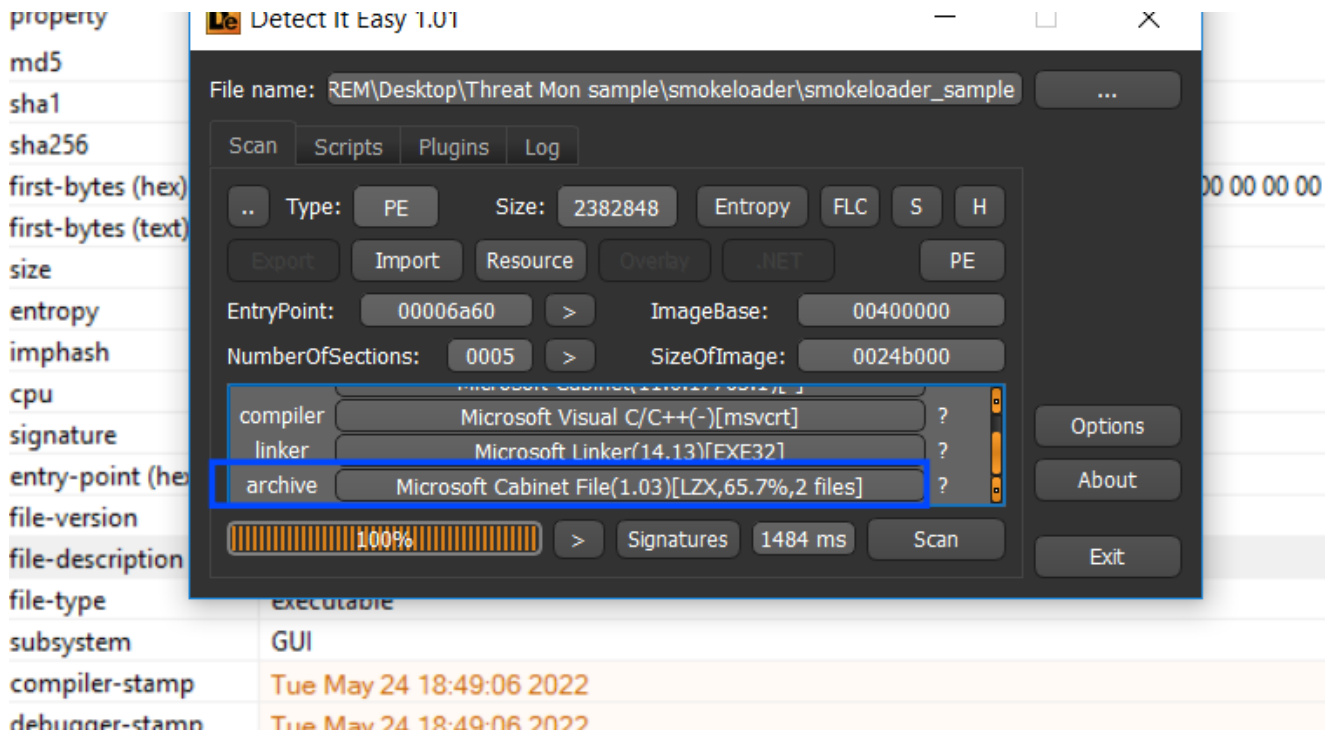 property
Detect It Easy 1.01
md5
File name: REM\Desktop\Threat Mon sample\smokeloader\smokeloader_sample ...
sha1
sha256
Scan Scripts Plugins Log
first-bytes (hex) 00 00 00 00
.. Type: PE Size: 2382848 Entropy FLC S H
first-bytes (text)
Export Import Resource Overlay .NET PE
size
entropy
EntryPoint: 00006a60 > ImageBase: 00400000
imphash
NumberOfSections: 0005 > SizeOfImage: 0024b000
cpu
compiler Microsoft Visual C/C++(-)[msvcrt] ?
Options
signature
linker Microsoft Linker(14.13)[EXE32] ?
entry-point (hex
archive Microsoft Cabinet File(1.03)[LZX,65.7%,2 files] ?
About
file-version
100% > Signatures 1484 ms Scan
file-description
Exit
file-type executable
subsystem GUI
compiler-stamp Tue May 24 18:49:06 2022
debugger-stamp Tue May 24 18:49:06 2022